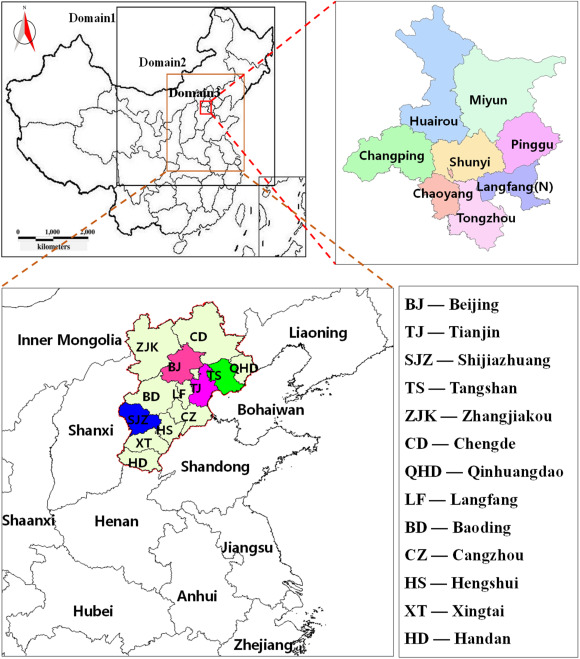 Domain1
Domain2
Domain3
0 1,000 2,000
kilometers
Miyun
Huairou
Pinggu
Changping
Shunyi
Langfang(N)
Chaoyang
Tongzhou
Inner Mongolia
Liaoning
ZJK
CD
BJ
TS
QHD
TJ
BD
LF
Bohaiwan
SJZ
CZ
HS
Shanxi
XT
HD
Shandong
Shaanxi
Henan
Jiangsu
Anhui
Hubei
Zhejiang
BJ — Beijing
TJ — Tianjin
SJZ — Shijiazhuang
TS — Tangshan
ZJK — Zhangjiakou
CD — Chengde
QHD — Qinhuangdao
LF — Langfang
BD — Baoding
CZ — Cangzhou
HS — Hengshui
XT — Xingtai
HD — Handan